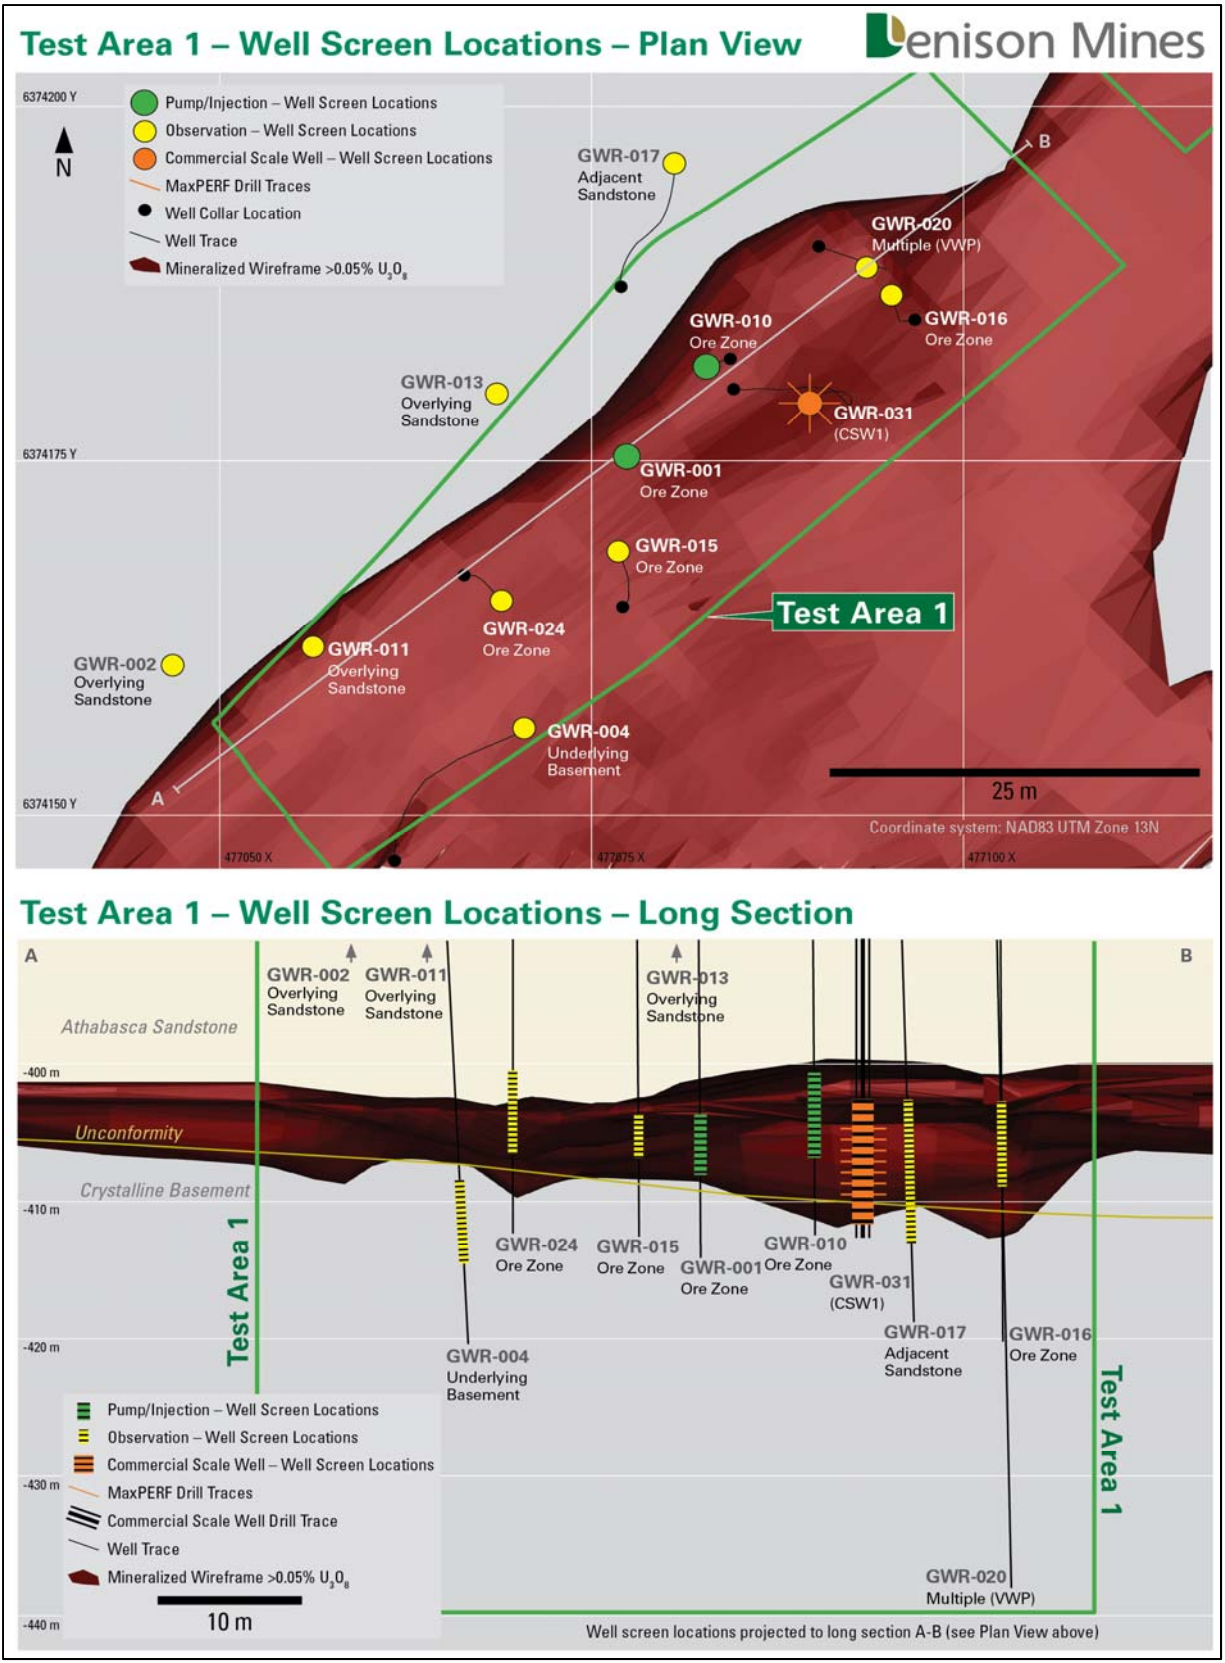 Test Area 1 – Well Screen Locations – Plan View
Denison Mines
6374200 Y
N
Pump/Injection – Well Screen Locations
Observation – Well Screen Locations
Commercial Scale Well – Well Screen Locations
MaxPERF Drill Traces
Well Collar Location
Well Trace
Mineralized Wireframe >0.05% U3O8
GWR-017
Adjacent
Sandstone
B
GWR-020
Multiple (VWP)
GWR-016
Ore Zone
GWR-010
Ore Zone
GWR-013
Overlying
Sandstone
GWR-031
(CSW1)
6374175 Y
GWR-001
Ore Zone
GWR-015
Ore Zone
Test Area 1
GWR-024
Ore Zone
GWR-011
Overlying
Sandstone
GWR-002
Overlying
Sandstone
GWR-004
Underlying
Basement
A
25 m
6374150 Y
Coordinate system: NAD83 UTM Zone 13N
477050 X
477075 X
477100 X
Test Area 1 – Well Screen Locations – Long Section
A
B
GWR-002
Overlying
Sandstone
GWR-011
Overlying
Sandstone
GWR-013
Overlying
Sandstone
Athabasca Sandstone
-400 m
Unconformity
Crystalline Basement
-410 m
Test Area 1
GWR-024
Ore Zone
GWR-015
Ore Zone
GWR-001
Ore Zone
GWR-010
Ore Zone
GWR-031
(CSW1)
GWR-017
Adjacent
Sandstone
GWR-016
Ore Zone
-420 m
GWR-004
Underlying
Basement
Test Area 1
Pump/Injection – Well Screen Locations
Observation – Well Screen Locations
Commercial Scale Well – Well Screen Locations
-430 m
MaxPERF Drill Traces
Commercial Scale Well Drill Trace
Well Trace
Mineralized Wireframe >0.05% U3O8
GWR-020
Multiple (VWP)
10 m
-440 m
Well screen locations projected to long section A-B (see Plan View above)